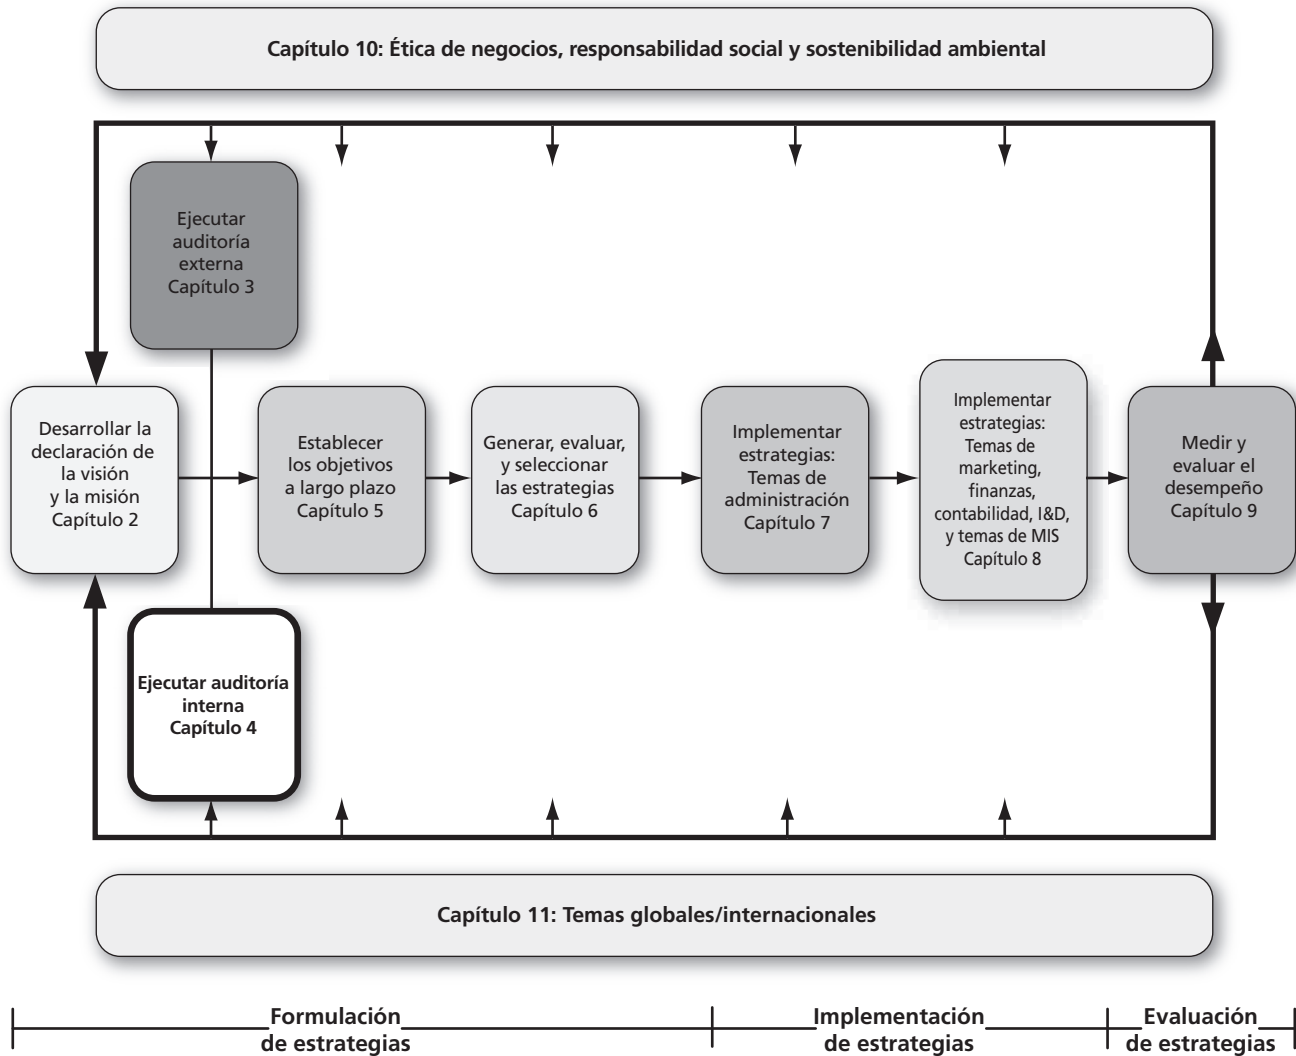 Capítulo 10: Ética de negocios, responsabilidad social y sostenibilidad ambiental
Ejecutar
auditoría
externa
Capítulo 3
Desarrollar la
declaración de
la visión
y la misión
Capítulo 2
Establecer
los objetivos
a largo plazo
Capítulo 5
Generar, evaluar,
y seleccionar
las estrategias
Capítulo 6
Implementar
estrategias:
Temas de
administración
Capítulo 7
Implementar
estrategias:
Temas de
marketing,
finanzas,
contabilidad, I&D,
y temas de MIS
Capítulo 8
Medir y
evaluar el
desempeño
Capítulo 9
Ejecutar auditoría
interna
Capítulo 4
Capítulo 11: Temas globales/internacionales
Formulación
de estrategias
Implementación
de estrategias
Evaluación
de estrategias